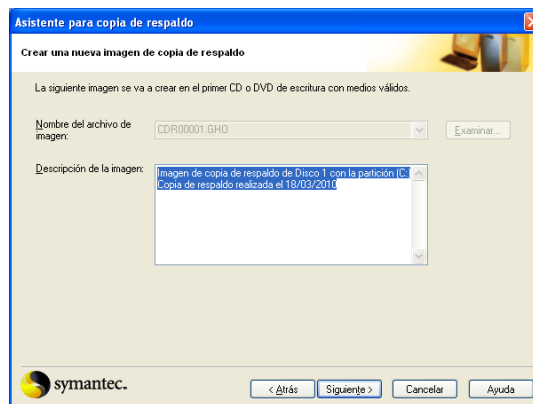 Asistente para copia de respaldo
Crear una nueva imagen de copia de respaldo
La siguiente imagen se va a crear en el primer CD o DVD de escritura con medios válidos.
Nombre del archivo de imagen:
CDR00001.GHO
Examinar...
Descripción de la imagen:
Imagen de copia de respaldo de Disco 1 con la partición (C:
Copia de respaldo realizada el 18/03/2010
symantec.
< Atrás
Siguiente >
Cancelar
Ayuda